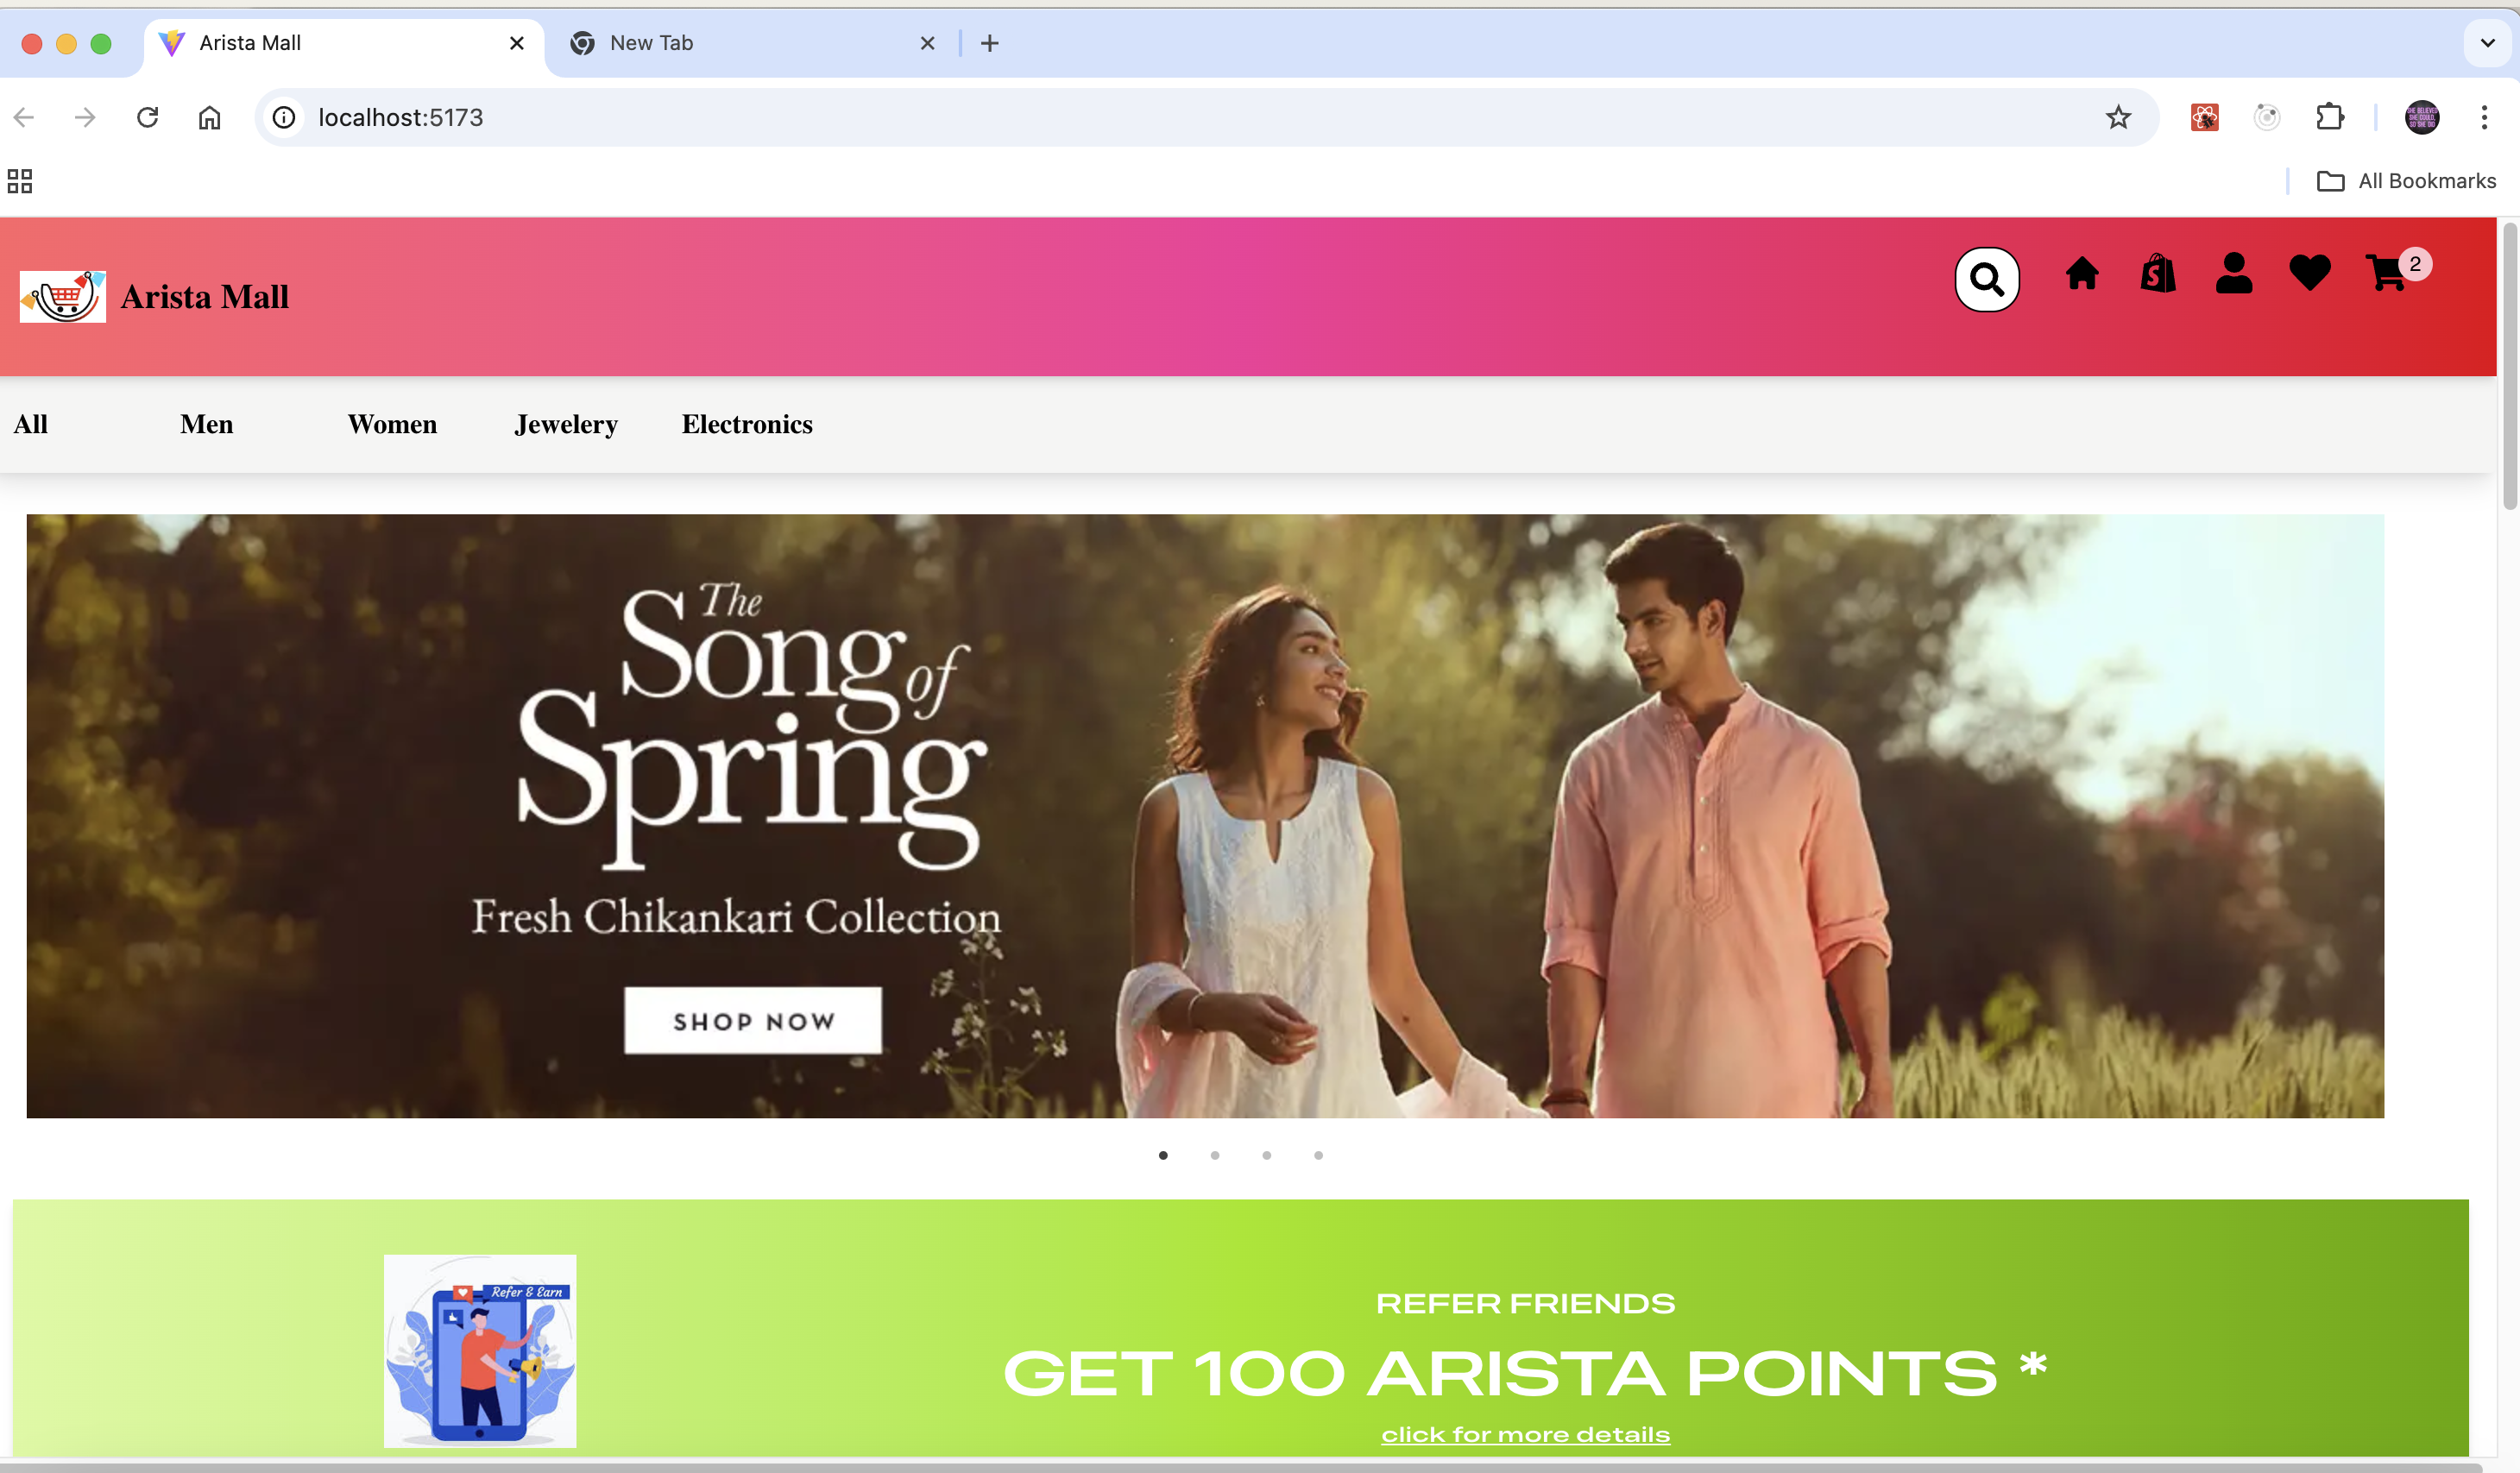 Arista Mall
New Tab
localhost:5173
All Bookmarks
Arista Mall
2
All Men Women Jewelery Electronics
The
Song of
Spring
Fresh Chikankari Collection
SHOP NOW
Refer & Earn
REFER FRIENDS
GET 100 ARISTA POINTS *
click for more details